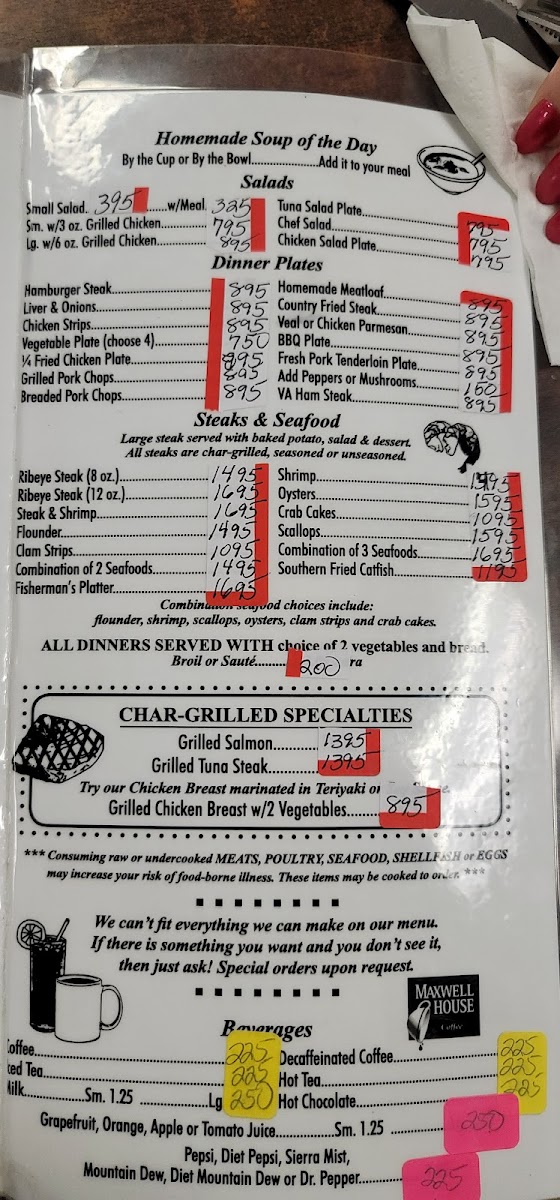 Homemade Soup of the Day
By the Cup or By the Bowl....................Add it to your meal
Salads
Small Salad. 395 ......w/Meal. 325
Sm. w/3 oz. Grilled Chicken............ 795
Lg. w/6 oz. Grilled Chicken............ 895
Tuna Salad Plate........................ 795
Chef Salad............................... 795
Chicken Salad Plate.................... 795
Dinner Plates
Hamburger Steak........................ 895
Liver & Onions........................... 895
Chicken Strips........................... 895
Vegetable Plate (choose 4)............ 750
¼ Fried Chicken Plate................... 895
Grilled Pork Chops...................... 895
Breaded Pork Chops..................... 895
Homemade Meatloaf.................... 895
Country Fried Steak..................... 895
Veal or Chicken Parmesan............. 895
BBQ Plate................................. 895
Fresh Pork Tenderloin Plate........... 895
Add Peppers or Mushrooms........... 150
VA Ham Steak............................ 895
Steaks & Seafood
Large steak served with baked potato, salad & dessert.
All steaks are char-grilled, seasoned or unseasoned.
Ribeye Steak (8 oz.)..................... 1495
Ribeye Steak (12 oz.).................... 1695
Steak & Shrimp........................... 1695
Flounder................................... 1495
Clam Strips................................ 1095
Combination of 2 Seafoods............. 1495
Fisherman's Platter...................... 1695
Shrimp.....................................
Oysters.................................... 1595
Crab Cakes................................ 1095
Scallops................................... 1595
Combination of 3 Seafoods............. 1695
Southern Fried Catfish.................. 1195
Combination seafood choices include:
flounder, shrimp, scallops, oysters, clam strips and crab cakes.
ALL DINNERS SERVED WITH choice of 2 vegetables and bread.
Broil or Sauté......... 200 ra
CHAR-GRILLED SPECIALTIES
Grilled Salmon........... 1395
Grilled Tuna Steak........... 1395
Try our Chicken Breast marinated in Teriyaki or
Grilled Chicken Breast w/2 Vegetables........ 895
*** Consuming raw or undercooked MEATS, POULTRY, SEAFOOD, SHELLFISH or EGGS
may increase your risk of food-borne illness. These items may be cooked to order. ***
We can't fit everything we can make on our menu.
If there is something you want and you don't see it,
then just ask! Special orders upon request.
MAXWELL
HOUSE
Coffee
Beverages
Coffee...................................... 225
ced Tea.................................... 225
Milk.............Sm. 1.25 ..............Lg 250
Decaffeinated Coffee.................... 225
Hot Tea.................................... 225
Hot Chocolate............................ 225
Grapefruit, Orange, Apple or Tomato Juice..............Sm. 1.25 .............. 250
Pepsi, Diet Pepsi, Sierra Mist,
Mountain Dew, Diet Mountain Dew or Dr. Pepper............ 225